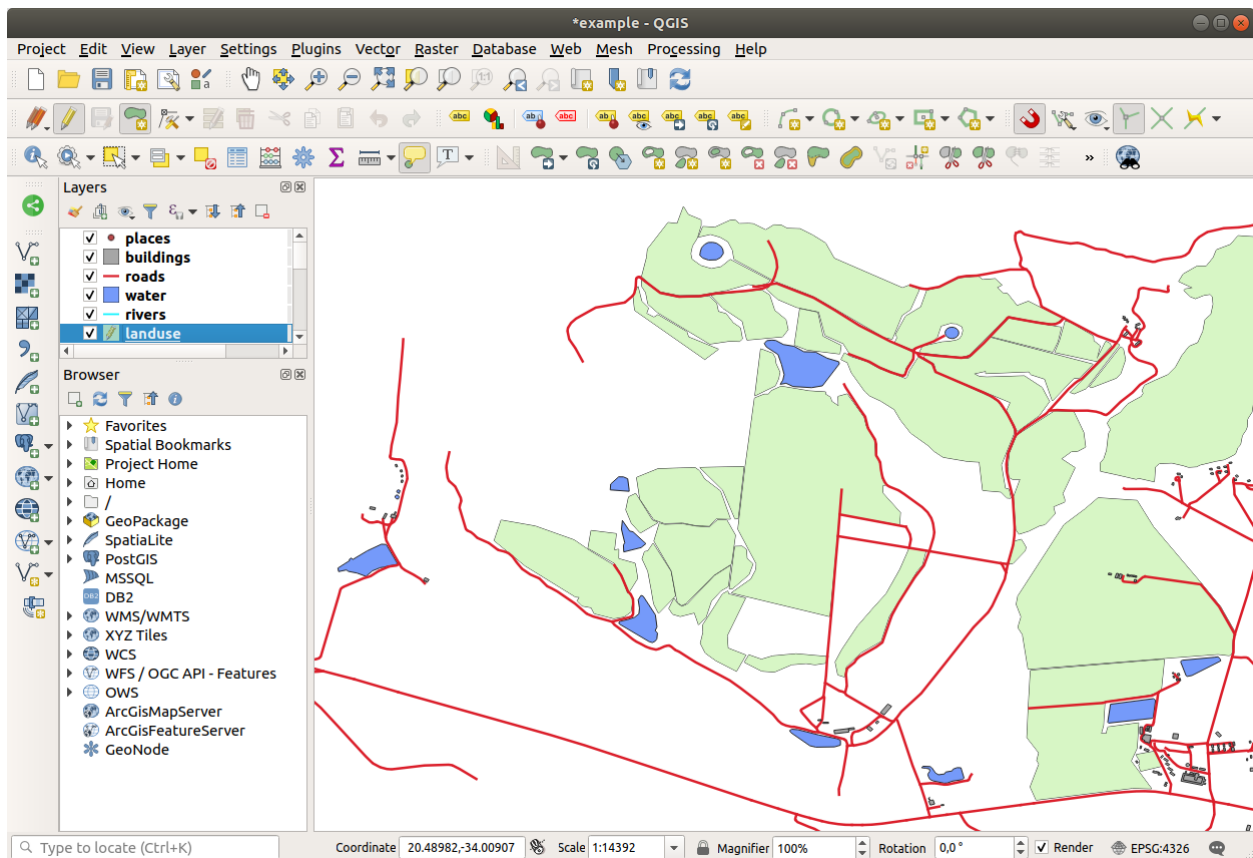 *example - QGIS
Project Edit View Layer Settings Plugins Vector Raster Database Web Mesh Processing Help
Layers
places
buildings
roads
water
rivers
landuse
Browser
Favorites
Spatial Bookmarks
Project Home
Home
/
GeoPackage
SpatiaLite
PostGIS
MSSQL
DB2
WMS/WMTS
XYZ Tiles
WCS
WFS / OGC API - Features
OWS
ArcGisMapServer
ArcGisFeatureServer
GeoNode
Type to locate (Ctrl+K) Coordinate 20.48982,-34.00907 Scale 1:14392 Magnifier 100% Rotation 0,0 ° Render EPSG:4326